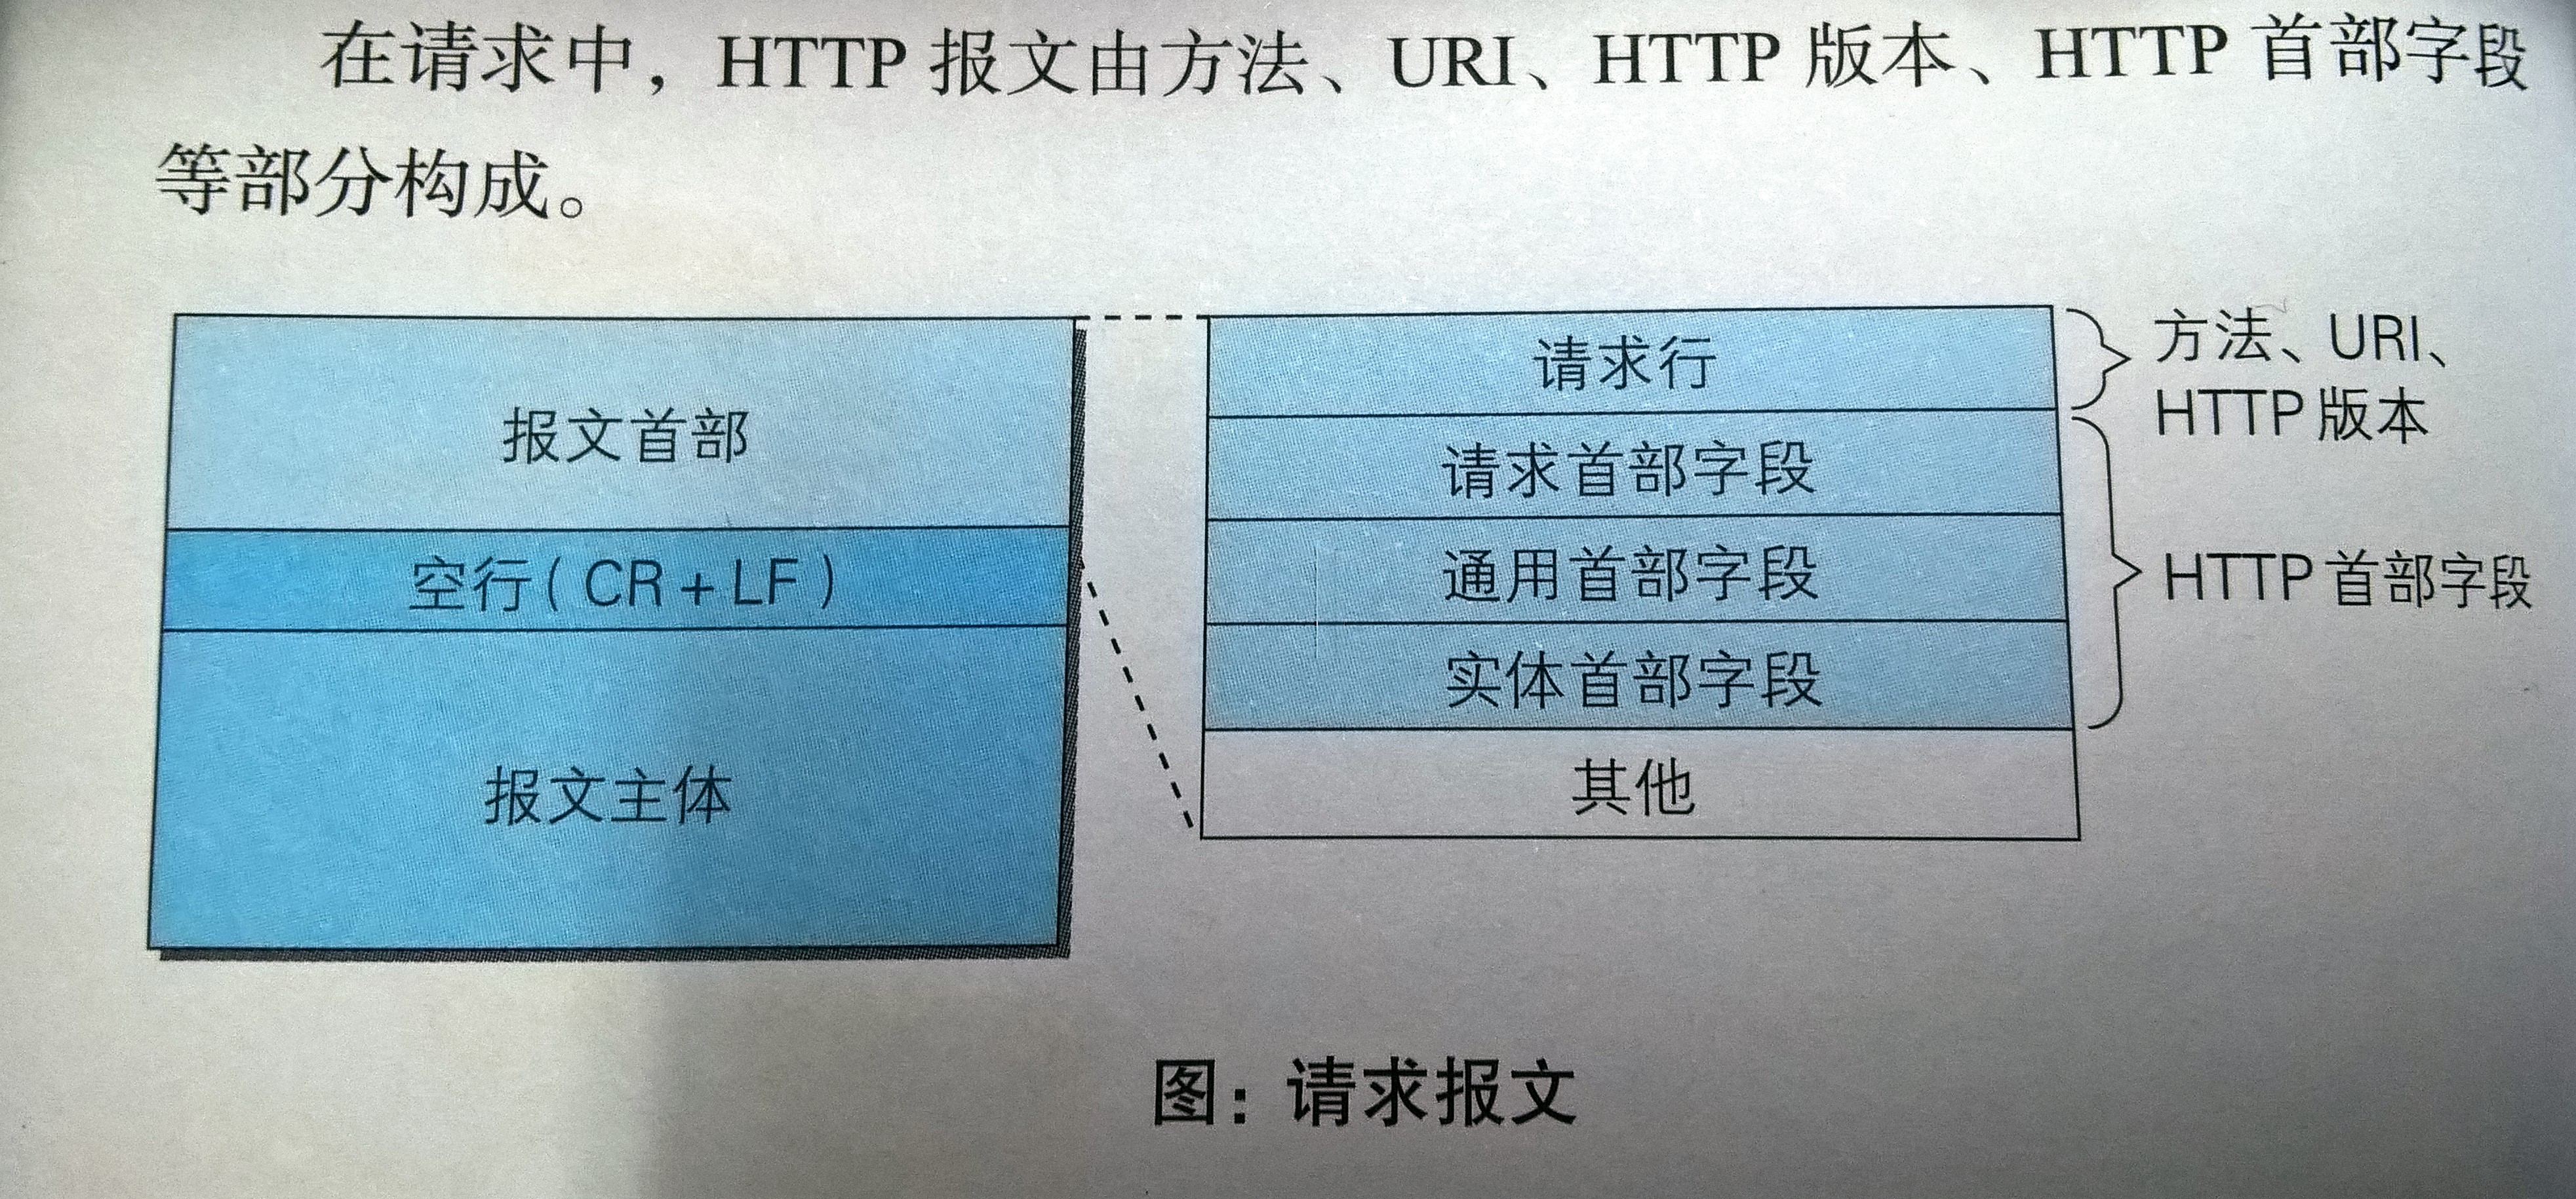 在请求中，HTTP 报文由方法、URI、HTTP 版本、HTTP 首部字段
等部分构成。
报文首部
空行（CR + LF）
报文主体
请求行
请求首部字段
通用首部字段
实体首部字段
其他
方法、URI、
HTTP 版本
HTTP 首部字段
图：请求报文